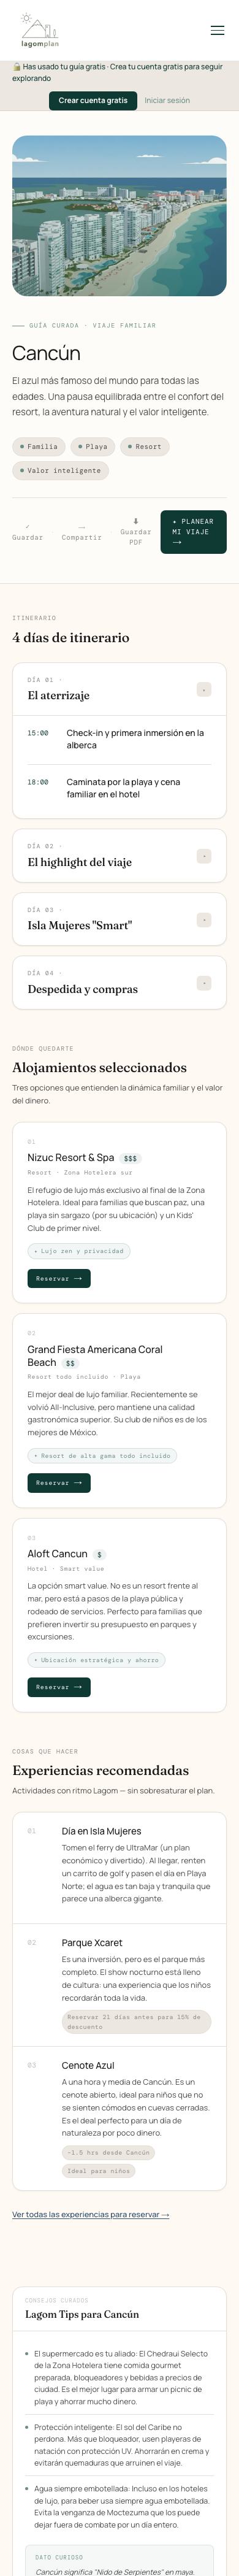 lagomplan
🔒 Has usado tu guía gratis · Crea tu cuenta gratis para seguir
explorando
Crear cuenta gratis
Iniciar sesión
GUÍA CURADA · VIAJE FAMILIAR
Cancún
El azul más famoso del mundo para todas las
edades. Una pausa equilibrada entre el confort del
resort, la aventura natural y el valor inteligente.
Familia
Playa
Resort
Valor inteligente
✓
Guardar
→
Compartir
⬇
Guardar
PDF
✦ PLANEAR
MI VIAJE
→
ITINERARIO
4 días de itinerario
DÍA 01 ·
El aterrizaje
15:00
Check-in y primera inmersión en la
alberca
18:00
Caminata por la playa y cena
familiar en el hotel
DÍA 02 ·
El highlight del viaje
DÍA 03 ·
Isla Mujeres "Smart"
DÍA 04 ·
Despedida y compras
DÓNDE QUEDARTE
Alojamientos seleccionados
Tres opciones que entienden la dinámica familiar y el valor
del dinero.
01
Nizuc Resort & Spa $$$
Resort · Zona Hotelera sur
El refugio de lujo más exclusivo al final de la Zona
Hotelera. Ideal para familias que buscan paz, una
playa sin sargazo (por su ubicación) y un Kids'
Club de primer nivel.
✦ Lujo zen y privacidad
Reservar →
02
Grand Fiesta Americana Coral
Beach $$
Resort todo incluido · Playa
El mejor deal de lujo familiar. Recientemente se
volvió All-Inclusive, pero mantiene una calidad
gastronómica superior. Su club de niños es de los
mejores de México.
✦ Resort de alta gama todo incluido
Reservar →
03
Aloft Cancun $
Hotel · Smart value
La opción smart value. No es un resort frente al
mar, pero está a pasos de la playa pública y
rodeado de servicios. Perfecto para familias que
prefieren invertir su presupuesto en parques y
excursiones.
✦ Ubicación estratégica y ahorro
Reservar →
COSAS QUE HACER
Experiencias recomendadas
Actividades con ritmo Lagom — sin sobresaturar el plan.
01
Día en Isla Mujeres
Tomen el ferry de UltraMar (un plan
económico y divertido). Al llegar, renten
un carrito de golf y pasen el día en Playa
Norte; el agua es tan baja y tranquila que
parece una alberca gigante.
02
Parque Xcaret
Es una inversión, pero es el parque más
completo. El show nocturno está lleno
de cultura: una experiencia que los niños
recordarán toda la vida.
Reservar 21 días antes para 15% de
descuento
03
Cenote Azul
A una hora y media de Cancún. Es un
cenote abierto, ideal para niños que no
se sienten cómodos en cuevas cerradas.
Es el deal perfecto para un día de
naturaleza por poco dinero.
~1.5 hrs desde Cancún
Ideal para niños
Ver todas las experiencias para reservar →
CONSEJOS CURADOS
Lagom Tips para Cancún
El supermercado es tu aliado: El Chedraui Selecto
de la Zona Hotelera tiene comida gourmet
preparada, bloqueadores y bebidas a precios de
ciudad. Es el mejor lugar para armar un picnic de
playa y ahorrar mucho dinero.
Protección inteligente: El sol del Caribe no
perdona. Más que bloqueador, usen playeras de
natación con protección UV. Ahorrarán en crema y
evitarán quemaduras que arruinen el viaje.
Agua siempre embotellada: Incluso en los hoteles
de lujo, para beber usa siempre agua embotellada.
Evita la venganza de Moctezuma que los puede
dejar fuera de combate por un día entero.
DATO CURIOSO
Cancún significa "Nido de Serpientes" en maya.